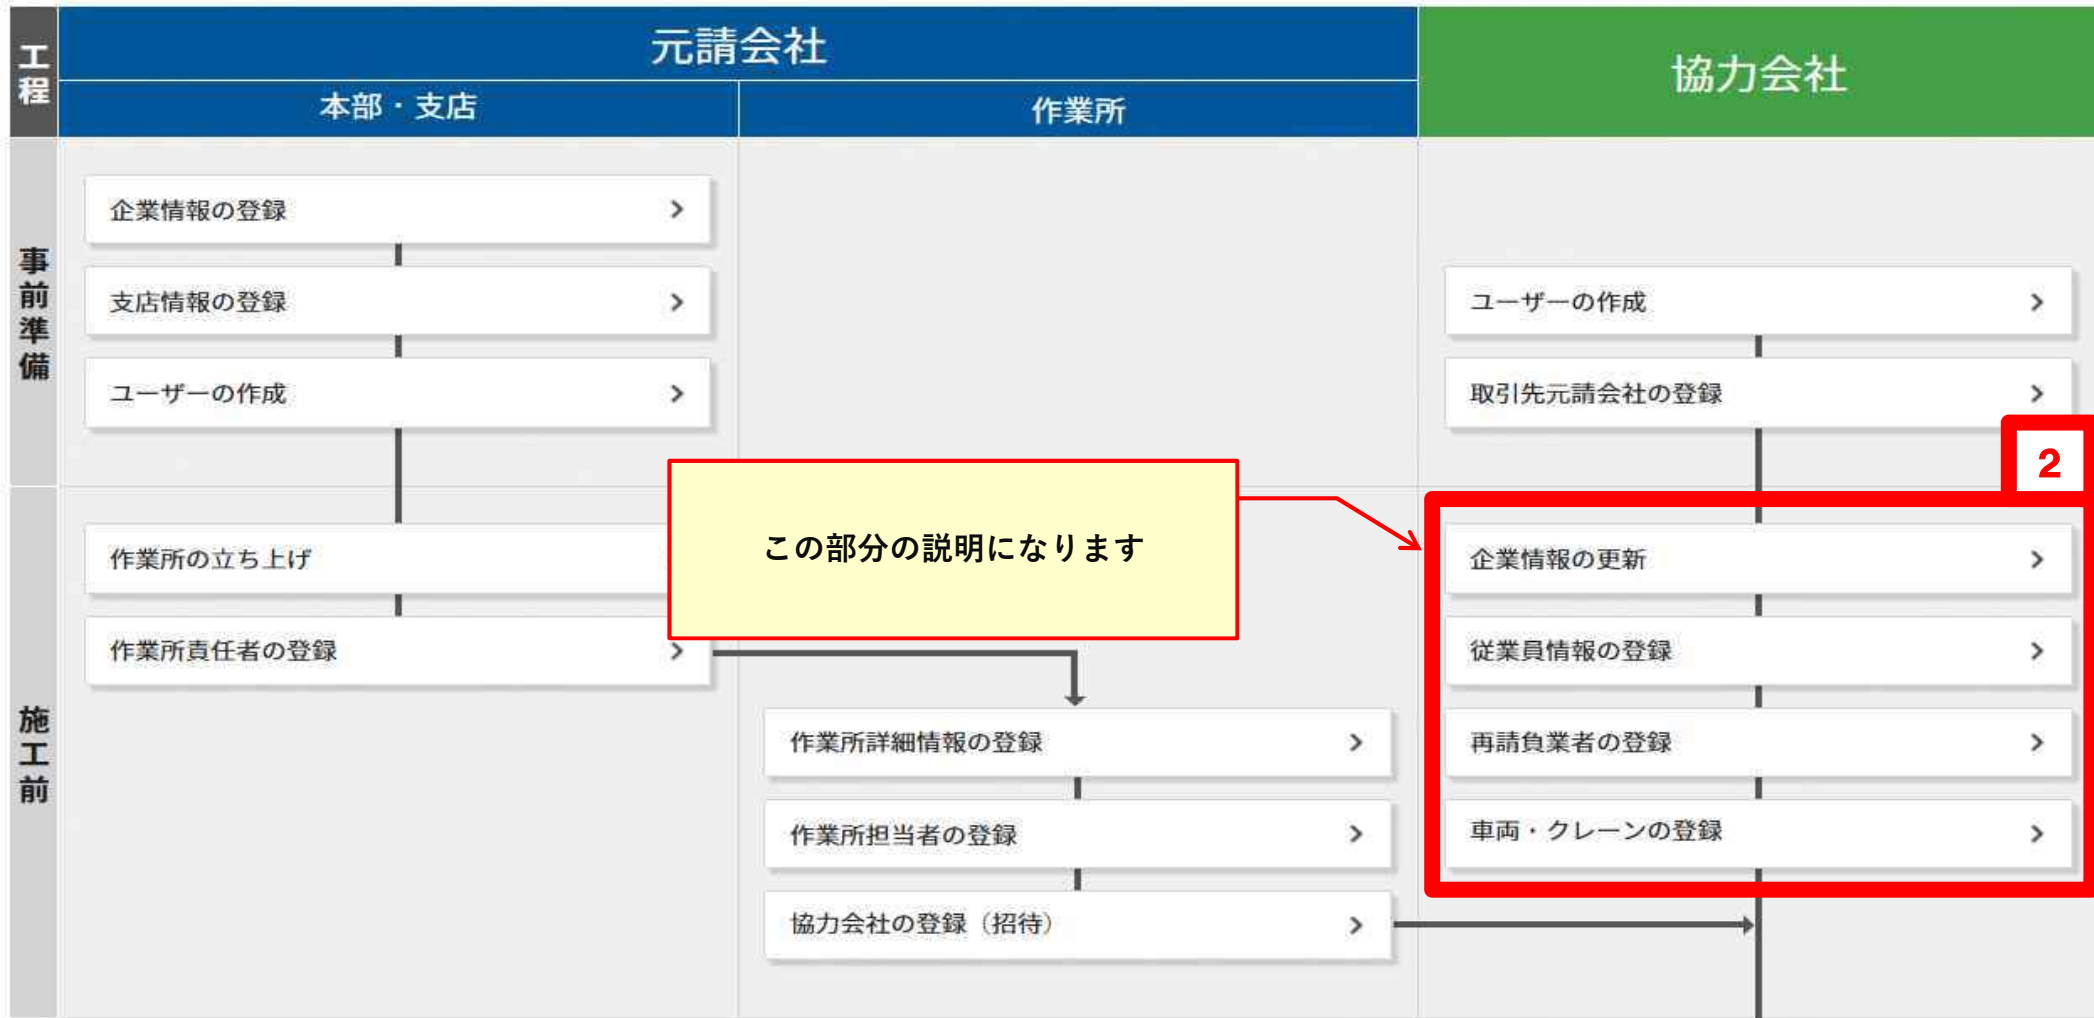 工程
元請会社
協力会社
本部・支店
作業所
事前準備
企業情報の登録
支店情報の登録
ユーザーの作成
ユーザーの作成
取引先元請会社の登録
2
施工前
作業所の立ち上げ
この部分の説明になります
企業情報の更新
作業所責任者の登録
従業員情報の登録
作業所詳細情報の登録
再請負業者の登録
作業所担当者の登録
車両・クレーンの登録
協力会社の登録（招待）